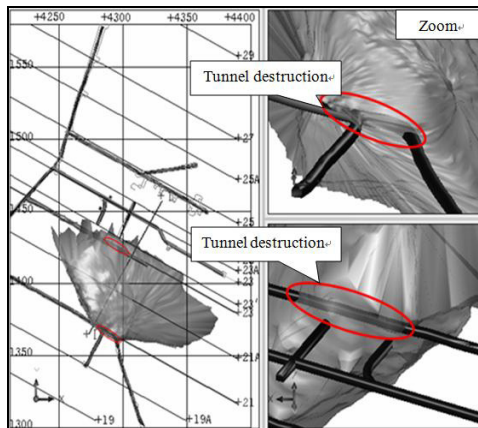 +4250 +4300 +4350 +4400
1550
+29
1500
+27
+25A
1450
+25
+23A
+23
1400
+23'
1350
+21A
+21
1300
+19 +19A
X
Zoom
Tunnel destruction
Tunnel destruction
X